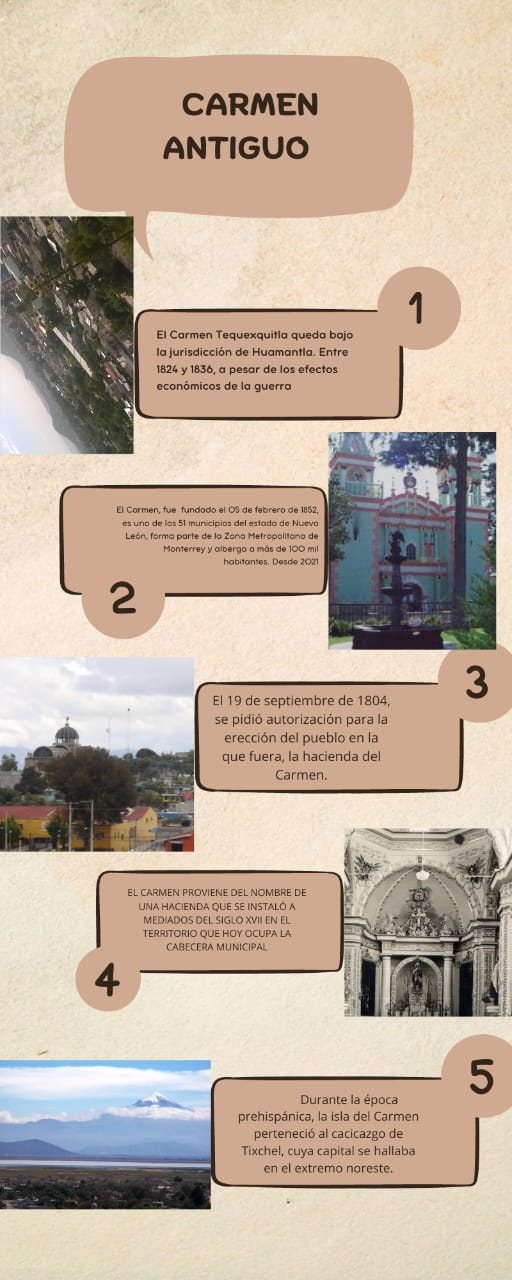 CARMEN
ANTIGUO
1
El Carmen Tequexquitla queda bajo
la jurisdicción de Huamantla. Entre
1824 y 1836, a pesar de los efectos
económicos de la guerra
El Carmen, fue fundado el 05 de febrero de 1852,
es uno de los 51 municipios del estado de Nuevo
León, forma parte de la Zona Metropolitana de
Monterrey y alberga a más de 100 mil
habitantes. Desde 2021
2
3
El 19 de septiembre de 1804,
se pidió autorización para la
erección del pueblo en la
que fuera, la hacienda del
Carmen.
EL CARMEN PROVIENE DEL NOMBRE DE
UNA HACIENDA QUE SE INSTALÓ A
MEDIADOS DEL SIGLO XVII EN EL
TERRITORIO QUE HOY OCUPA LA
CABECERA MUNICIPAL
4
5
Durante la época
prehispánica, la isla del Carmen
perteneció al cacicazgo de
Tixchel, cuya capital se hallaba
en el extremo noreste.